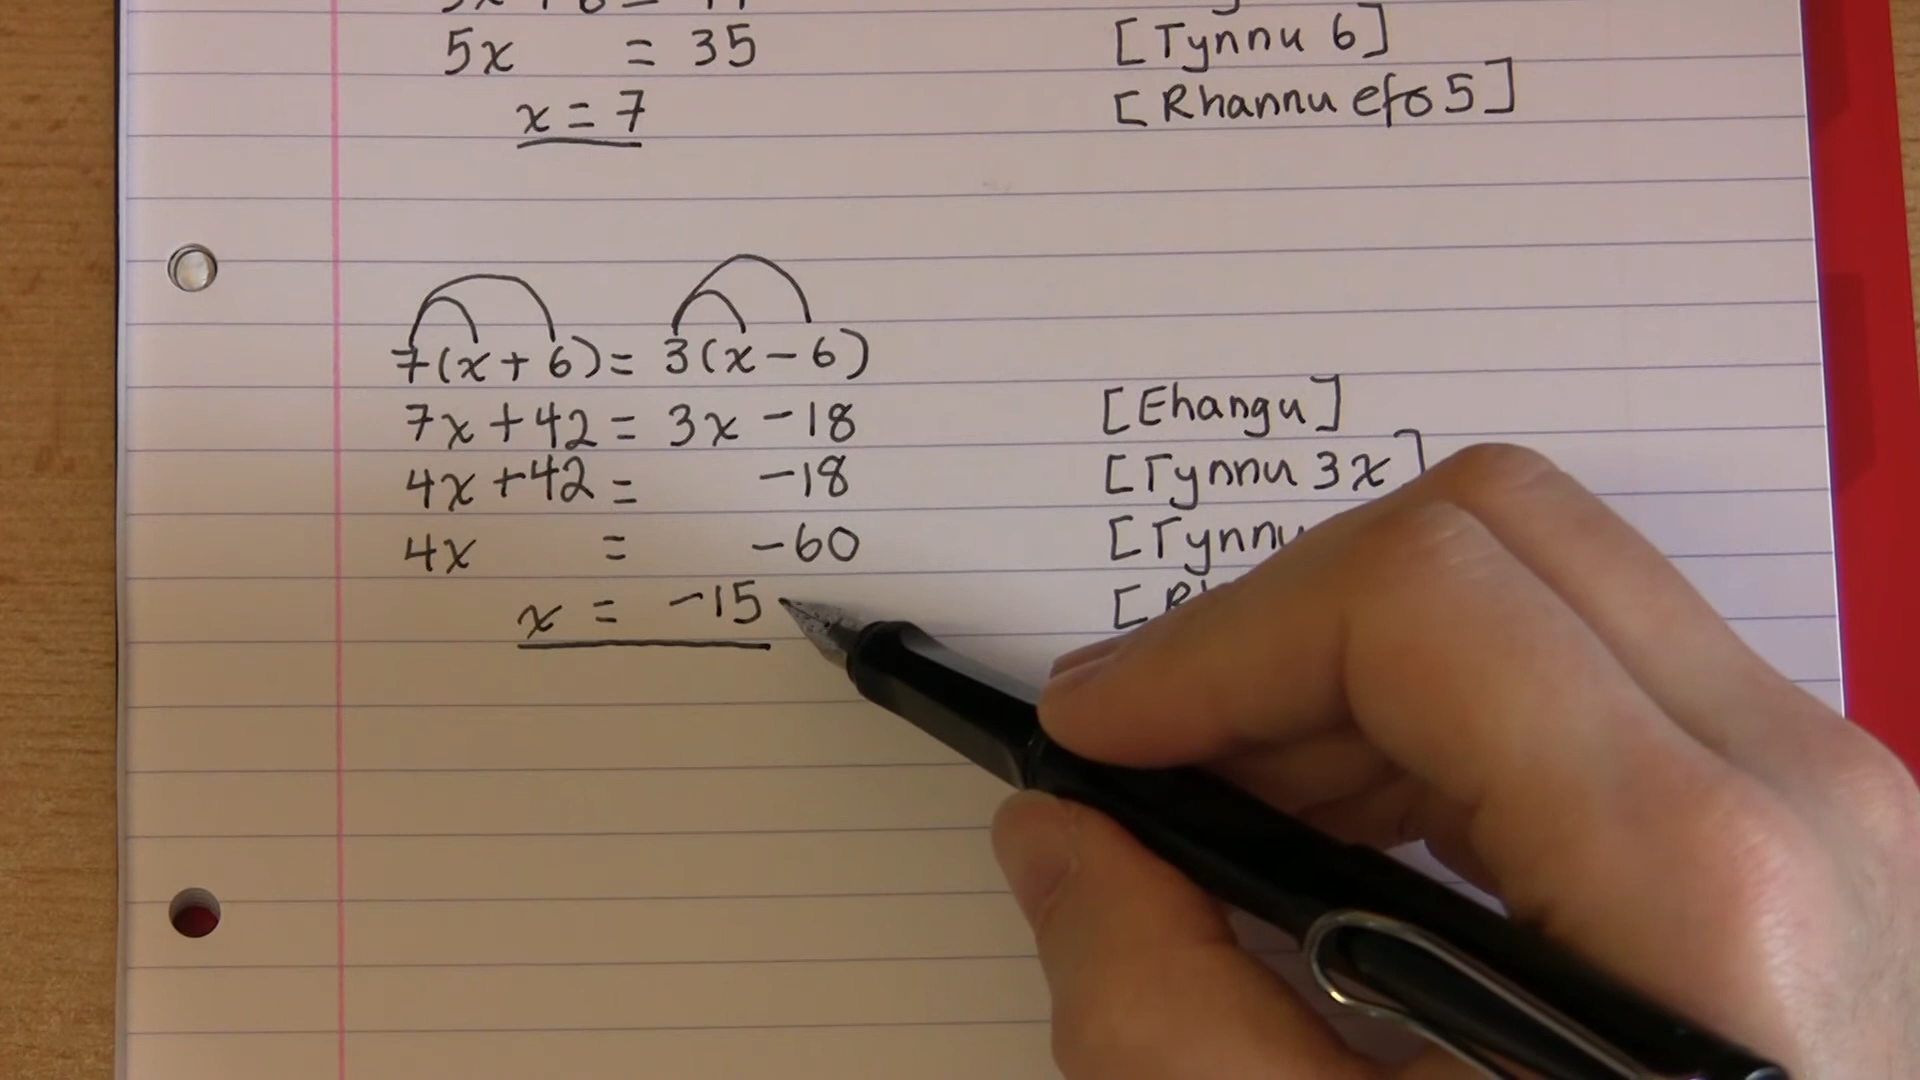 5x = 35 [Tynnu 6]
x = 7 [Rhannu efo 5]
7(x + 6) = 3(x - 6)
7x + 42 = 3x - 18 [Ehangu]
4x + 42 = -18 [Tynnu 3x]
4x = -60 [Tynnu
x = -15 [